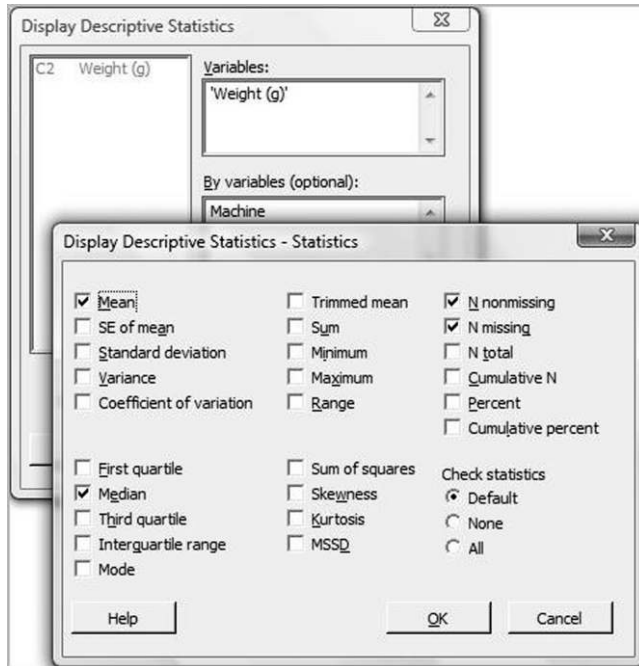 Display Descriptive Statistics
C2 Weight (g)
Variables:
'Weight (g)'
By variables (optional):
Machine
Display Descriptive Statistics - Statistics
Mean
Trimmed mean
N nonmissing
SE of mean
Sum
N missing
Standard deviation
Minimum
N total
Variance
Maximum
Cumulative N
Coefficient of variation
Range
Percent
Cumulative percent
First quartile
Sum of squares
Check statistics
Median
Skewness
Default
Third quartile
Kurtosis
None
Interquartile range
MSSD
All
Mode
Help
OK
Cancel